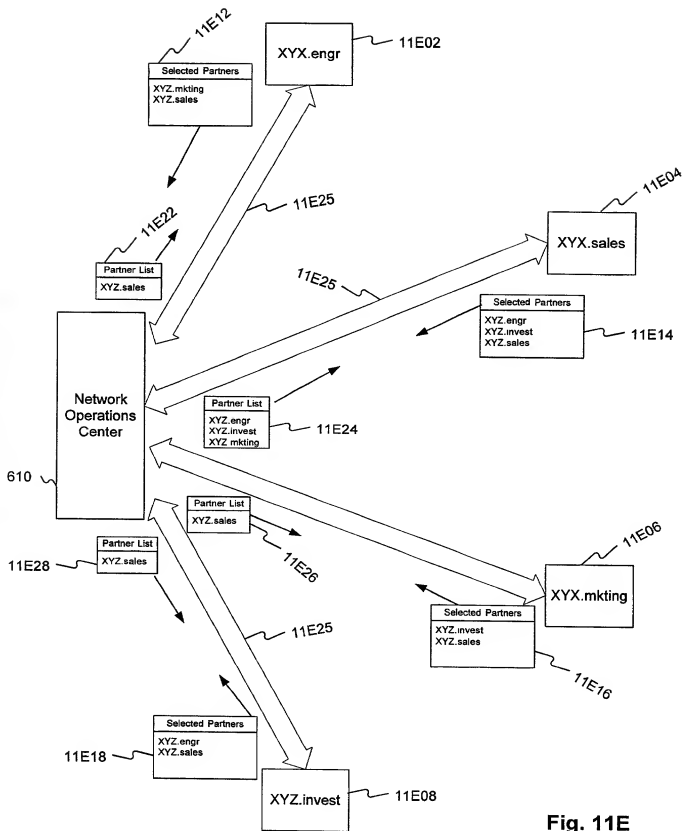 11E12
XYX.engr
11E02
Selected Partners
XYZ.mkting
XYZ.sales
11E22
11E25
11E04
XYX.sales
Partner List
XYZ.sales
11E25
Selected Partners
XYZ.engr
XYZ.invest
XYZ.sales
11E14
Network
Operations
Center
Partner List
XYZ.engr
XYZ.invest
XYZ mkting
11E24
610
Partner List
XYZ.sales
11E26
Partner List
XYZ.sales
11E28
11E06
XYX.mkting
Selected Partners
XYZ.invest
XYZ.sales
11E16
11E25
Selected Partners
XYZ.engr
XYZ.sales
11E18
XYZ.invest
11E08
Fig. 11E